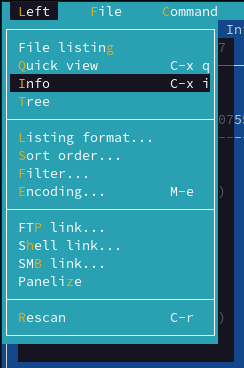 Left File Command
File listing
Quick view C-x q
Info C-x i
Tree
Listing format...
Sort order...
Filter...
Encoding... M-e
FTP link...
Shell link...
SMB link...
Panelize
Rescan C-r